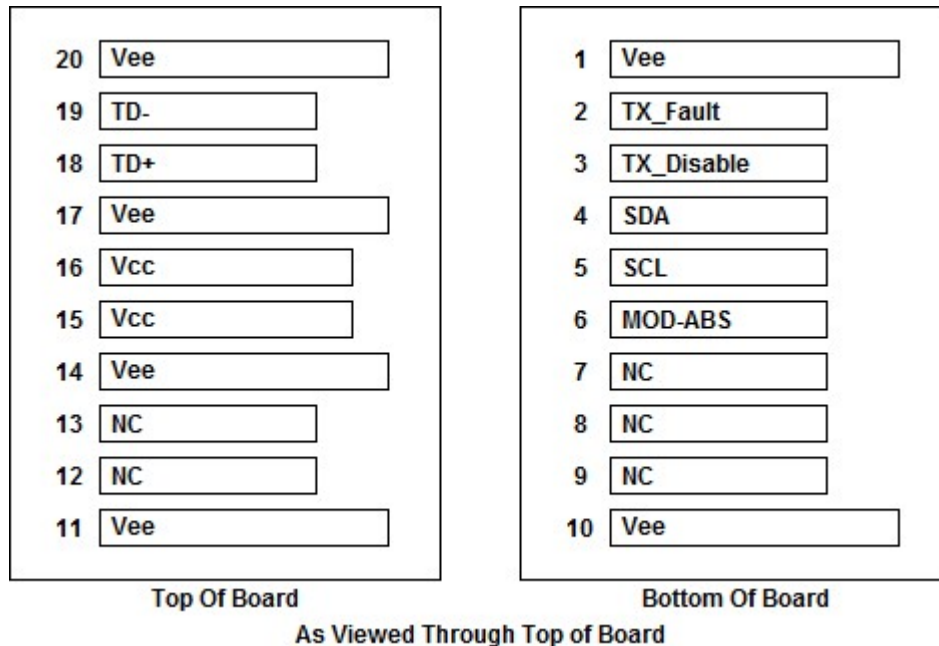 20 Vee
19 TD-
18 TD+
17 Vee
16 Vcc
15 Vcc
14 Vee
13 NC
12 NC
11 Vee
Top Of Board
1 Vee
2 TX_Fault
3 TX_Disable
4 SDA
5 SCL
6 MOD-ABS
7 NC
8 NC
9 NC
10 Vee
Bottom Of Board
As Viewed Through Top of Board